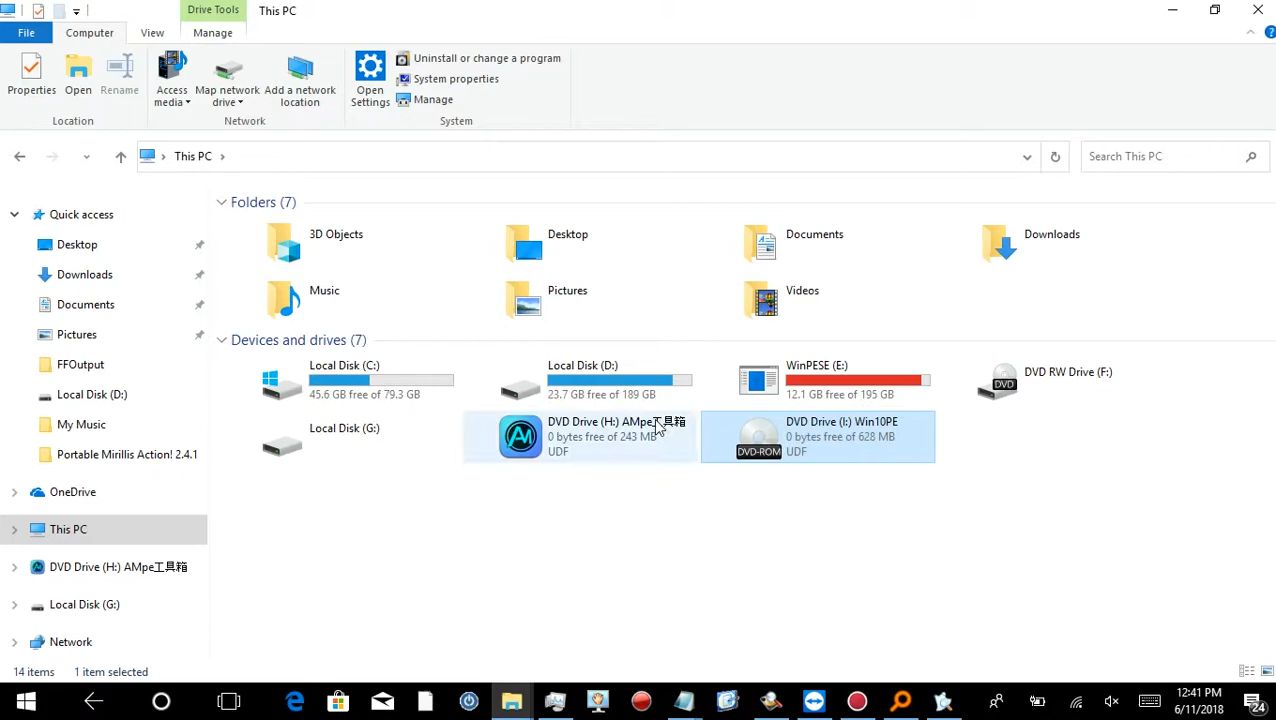 Drive Tools
This PC
File
Computer
View
Manage
Properties
Open
Rename
Access media
Map network drive
Add a network location
Open Settings
Uninstall or change a program
System properties
Manage
Location
Network
System
This PC
Search This PC
Quick access
Desktop
Downloads
Documents
Pictures
FFOutput
Local Disk (D:)
My Music
Portable Mirillis Action! 2.4.1
OneDrive
This PC
DVD Drive (H:) AMpe工具箱
Local Disk (G:)
Network
Folders (7)
3D Objects
Desktop
Documents
Downloads
Music
Pictures
Videos
Devices and drives (7)
Local Disk (C:)
45.6 GB free of 79.3 GB
Local Disk (D:)
23.7 GB free of 189 GB
WinPESE (E:)
12.1 GB free of 195 GB
DVD
DVD RW Drive (F:)
Local Disk (G:)
DVD Drive (H:) AMpe工具箱
0 bytes free of 243 MB
UDF
DVD-ROM
DVD Drive (I:) Win10PE
0 bytes free of 628 MB
UDF
14 items
1 item selected
12:41 PM
6/11/2018
24